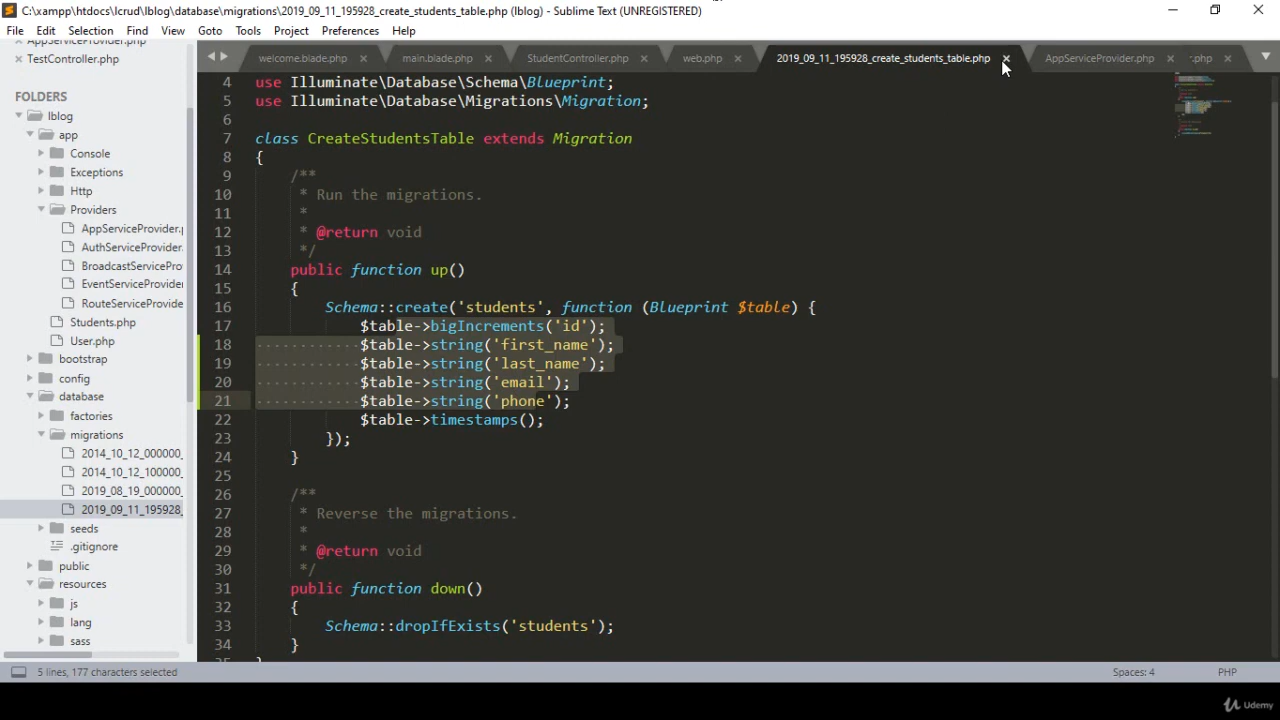 C:\xampp\htdocs\lcrud\lblog\database\migrations\2019_09_11_195928_create_students_table.php (lblog) - Sublime Text (UNREGISTERED)
File Edit Selection Find View Goto Tools Project Preferences Help
AppServiceProvider.php
TestController.php
FOLDERS
lblog
app
Console
Exceptions
Http
Providers
AppServiceProvider.p
AuthServiceProvider.
BroadcastServicePro
EventServiceProvider
RouteServiceProvider
Students.php
User.php
bootstrap
config
database
factories
migrations
2014_10_12_000000_
2014_10_12_100000_
2019_08_19_000000_
2019_09_11_195928_
seeds
.gitignore
public
resources
js
lang
sass
welcome.blade.php main.blade.php StudentController.php web.php 2019_09_11_195928_create_students_table.php AppServiceProvider.php .php
4 use Illuminate\Database\Schema\Blueprint;
5 use Illuminate\Database\Migrations\Migration;
6
7 class CreateStudentsTable extends Migration
8 {
9 /**
10 * Run the migrations.
11 *
12 * @return void
13 */
14 public function up()
15 {
16 Schema::create('students', function (Blueprint $table) {
17 $table->bigIncrements('id');
18 $table->string('first_name');
19 $table->string('last_name');
20 $table->string('email');
21 $table->string('phone');
22 $table->timestamps();
23 });
24 }
25
26 /**
27 * Reverse the migrations.
28 *
29 * @return void
30 */
31 public function down()
32 {
33 Schema::dropIfExists('students');
34 }
5 lines, 177 characters selected
Spaces: 4 PHP
Udemy